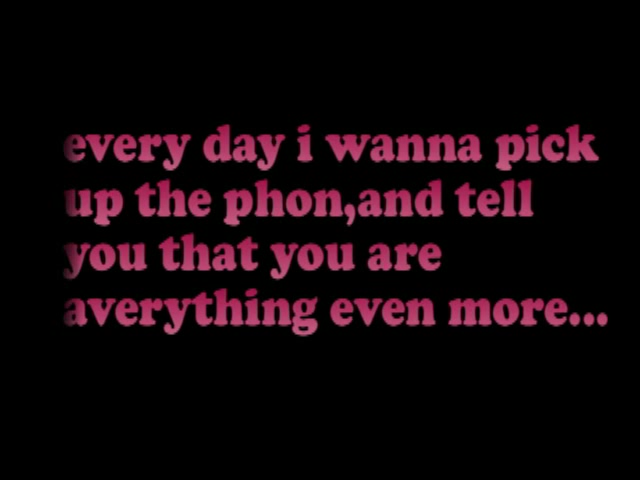 every day i wanna pick
up the phon,and tell
you that you are
averything even more...